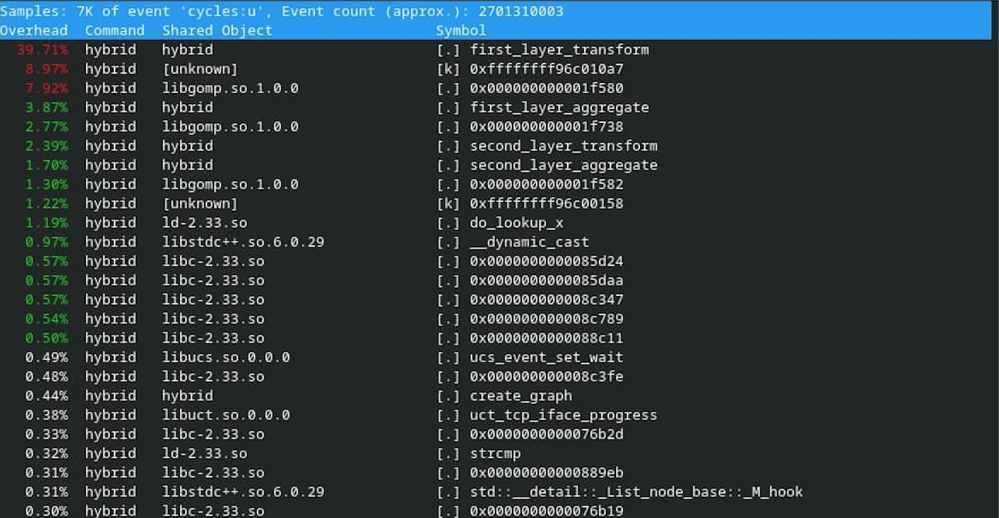 Samples: 7K of event 'cycles:u', Event count (approx.): 2701310003
Overhead Command Shared Object Symbol
39.71% hybrid hybrid [.] first_layer_transform
8.97% hybrid [unknown] [k] 0xffffffff96c010a7
7.92% hybrid libgomp.so.1.0.0 [.] 0x000000000001f580
3.87% hybrid hybrid [.] first_layer_aggregate
2.77% hybrid libgomp.so.1.0.0 [.] 0x000000000001f738
2.39% hybrid hybrid [.] second_layer_transform
1.70% hybrid hybrid [.] second_layer_aggregate
1.30% hybrid libgomp.so.1.0.0 [.] 0x000000000001f582
1.22% hybrid [unknown] [k] 0xffffffff96c00158
1.19% hybrid ld-2.33.so [.] do_lookup_x
0.97% hybrid libstdc++.so.6.0.29 [.] __dynamic_cast
0.57% hybrid libc-2.33.so [.] 0x0000000000085d24
0.57% hybrid libc-2.33.so [.] 0x0000000000085daa
0.57% hybrid libc-2.33.so [.] 0x000000000008c347
0.54% hybrid libc-2.33.so [.] 0x000000000008c789
0.50% hybrid libc-2.33.so [.] 0x0000000000088c11
0.49% hybrid libucs.so.0.0.0 [.] ucs_event_set_wait
0.48% hybrid libc-2.33.so [.] 0x000000000008c3fe
0.44% hybrid hybrid [.] create_graph
0.38% hybrid libuct.so.0.0.0 [.] uct_tcp_iface_progress
0.33% hybrid libc-2.33.so [.] 0x0000000000076b2d
0.32% hybrid ld-2.33.so [.] strcmp
0.31% hybrid libc-2.33.so [.] 0x00000000000889eb
0.31% hybrid libstdc++.so.6.0.29 [.] std::__detail::_List_node_base::_M_hook
0.30% hybrid libc-2.33.so [.] 0x0000000000076b19